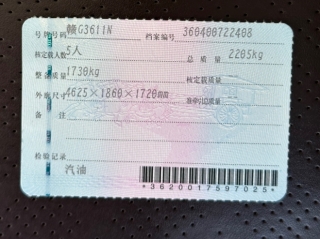 号牌号码 赣G3611N 档案编号 360400722408
核定载人数 5人 总质量 2205kg
整备质量 1730kg 核定载质量
外廓尺寸 4625×1860×1720mm 准牵引总质量
备注
检验记录
汽油
*3620017597025*